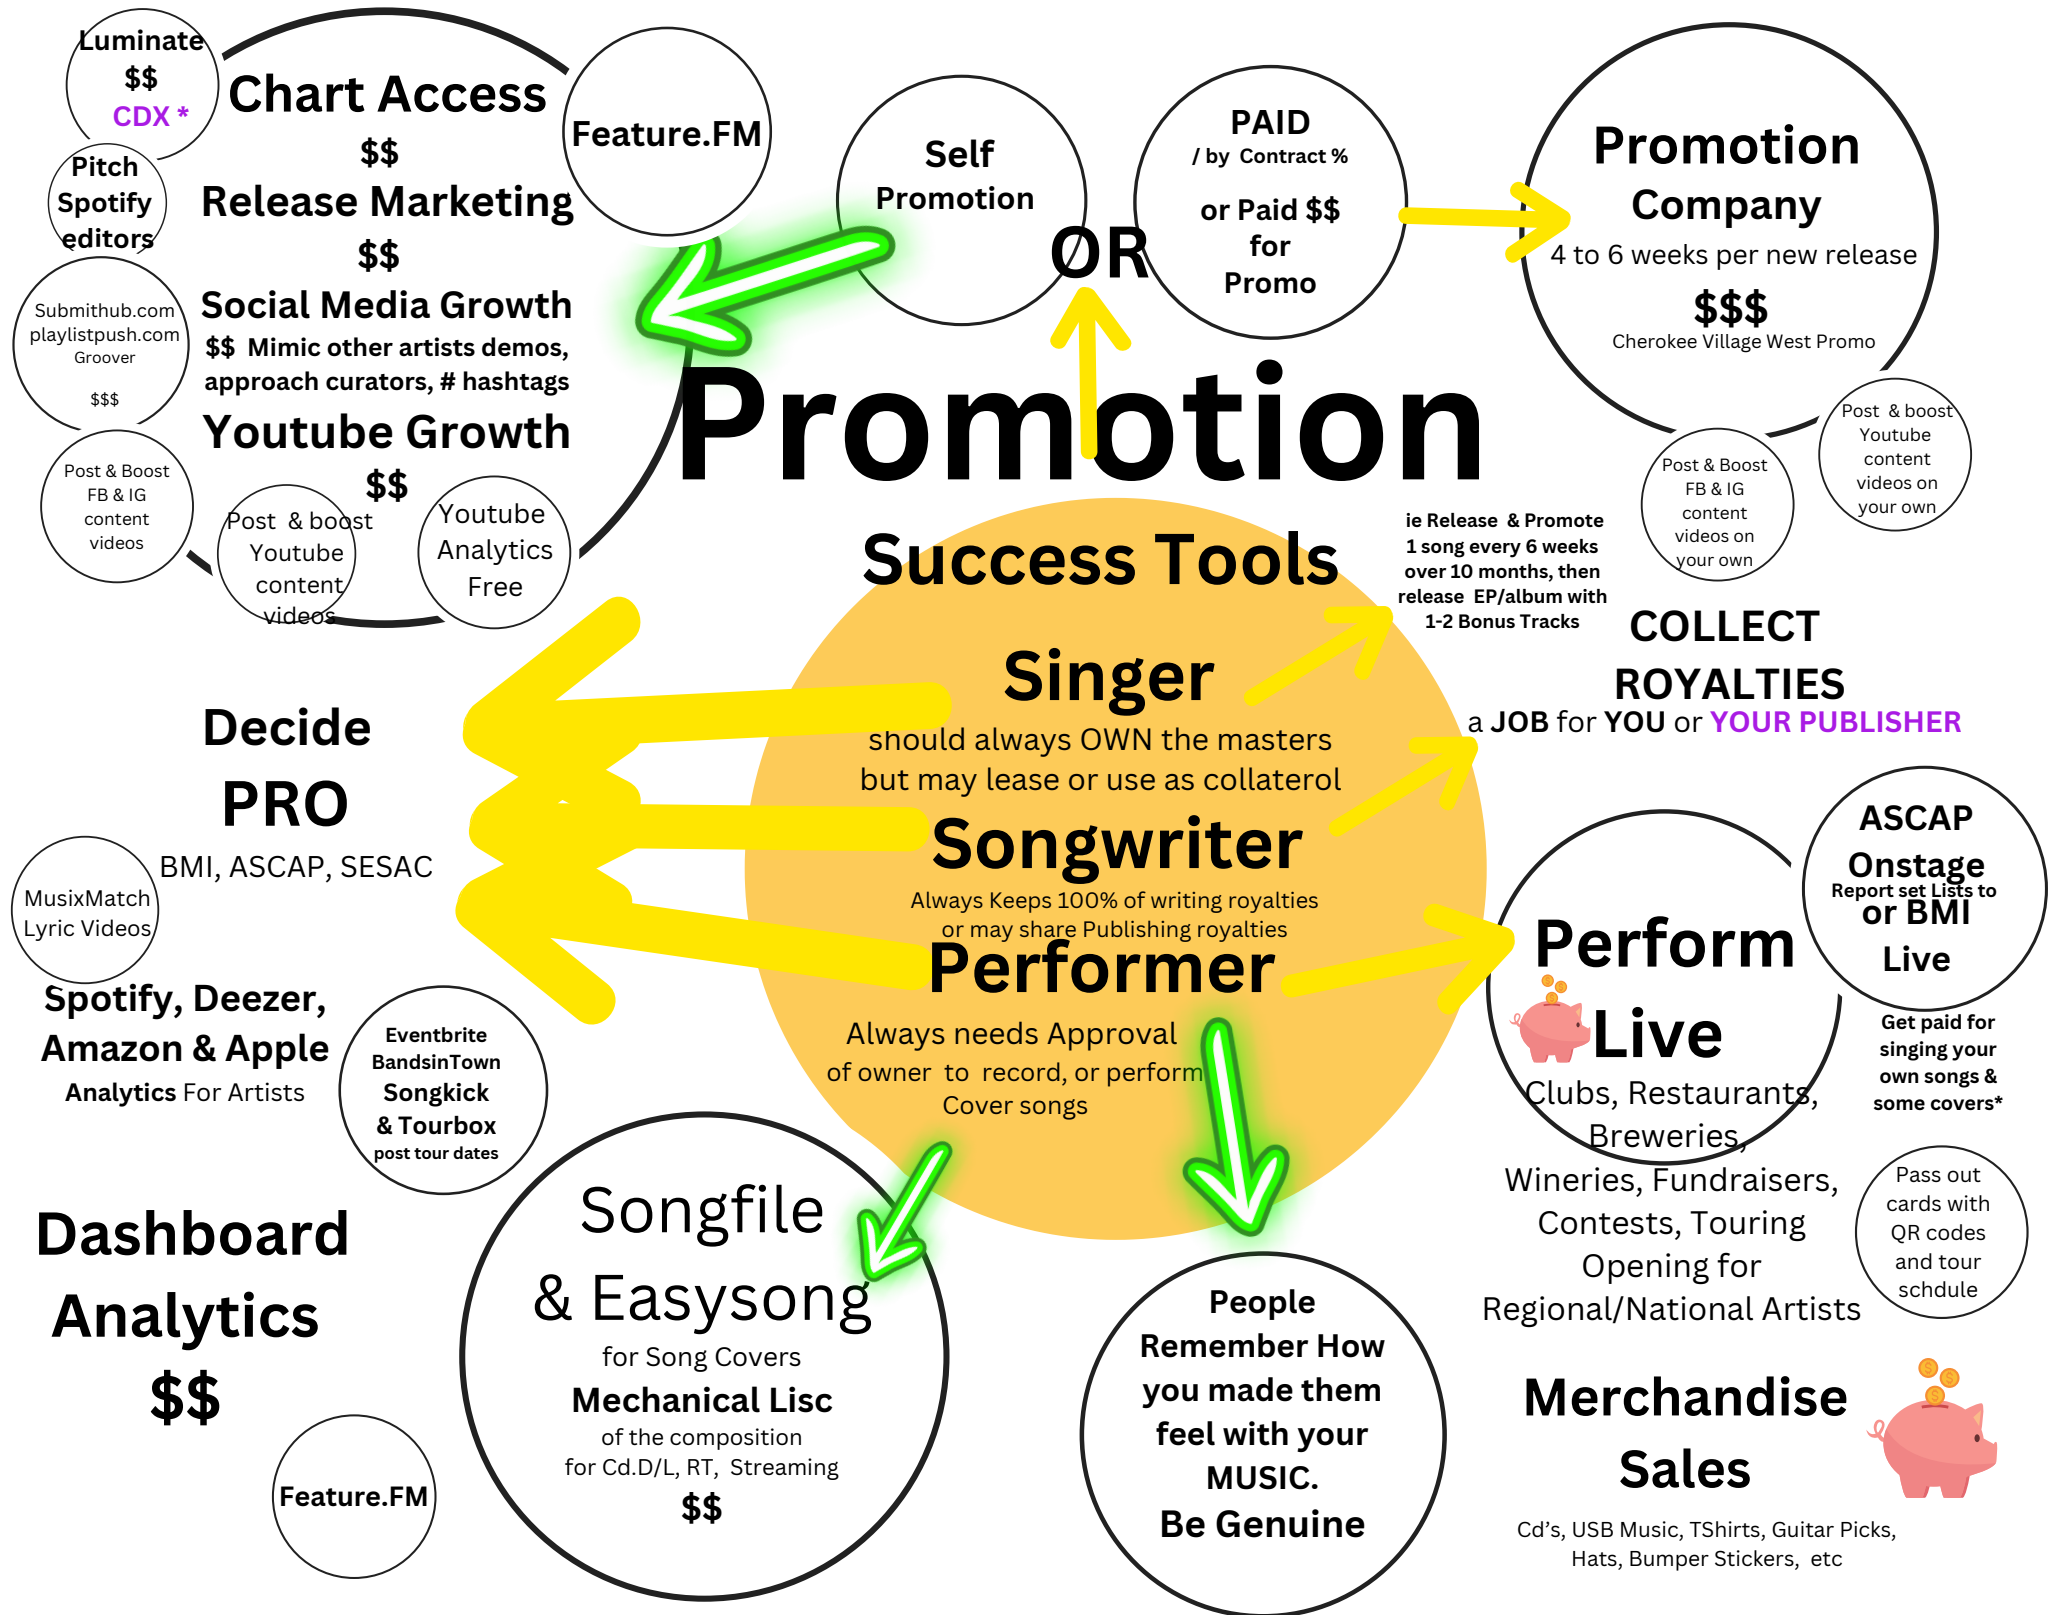 Luminate
$$
CDX *
Pitch
Spotify
editors
Submithub.com
playlistpush.com
Groover
$$$
Post & Boost
FB & IG
content
videos
Chart Access
$$
Release Marketing
$$
Social Media Growth
$$ Mimic other artists demos,
approach curators, # hashtags
Youtube Growth
$$
Post & boost
Youtube
content
videos
Youtube
Analytics
Free
Feature.FM
Self
Promotion
OR
PAID
/ by Contract %
or Paid $$
for
Promo
Promotion
Company
4 to 6 weeks per new release
$$$
Cherokee Village West Promo
Post & boost
Youtube
content
videos on
your own
Post & Boost
FB & IG
content
videos on
your own
Promotion
Success Tools
ie Release & Promote
1 song every 6 weeks
over 10 months, then
release EP/album with
1-2 Bonus Tracks
Singer
should always OWN the masters
but may lease or use as collaterol
Songwriter
Always Keeps 100% of writing royalties
or may share Publishing royalties
Performer
Always needs Approval
of owner to record, or perform
Cover songs
COLLECT
ROYALTIES
a JOB for YOU or YOUR PUBLISHER
Decide
PRO
BMI, ASCAP, SESAC
MusixMatch
Lyric Videos
Spotify, Deezer,
Amazon & Apple
Analytics For Artists
Eventbrite
BandsinTown
Songkick
& Tourbox
post tour dates
Dashboard
Analytics
$$
Feature.FM
Songfile
& Easysong
for Song Covers
Mechanical Lisc
of the composition
for Cd.D/L, RT, Streaming
$$
People
Remember How
you made them
feel with your
MUSIC.
Be Genuine
Perform
Live
Clubs, Restaurants,
Breweries,
Wineries, Fundraisers,
Contests, Touring
Opening for
Regional/National Artists
ASCAP
Onstage
Report set Lists to
or BMI
Live
Get paid for
singing your
own songs &
some covers*
Pass out
cards with
QR codes
and tour
schdule
Merchandise
Sales
Cd's, USB Music, TShirts, Guitar Picks,
Hats, Bumper Stickers, etc